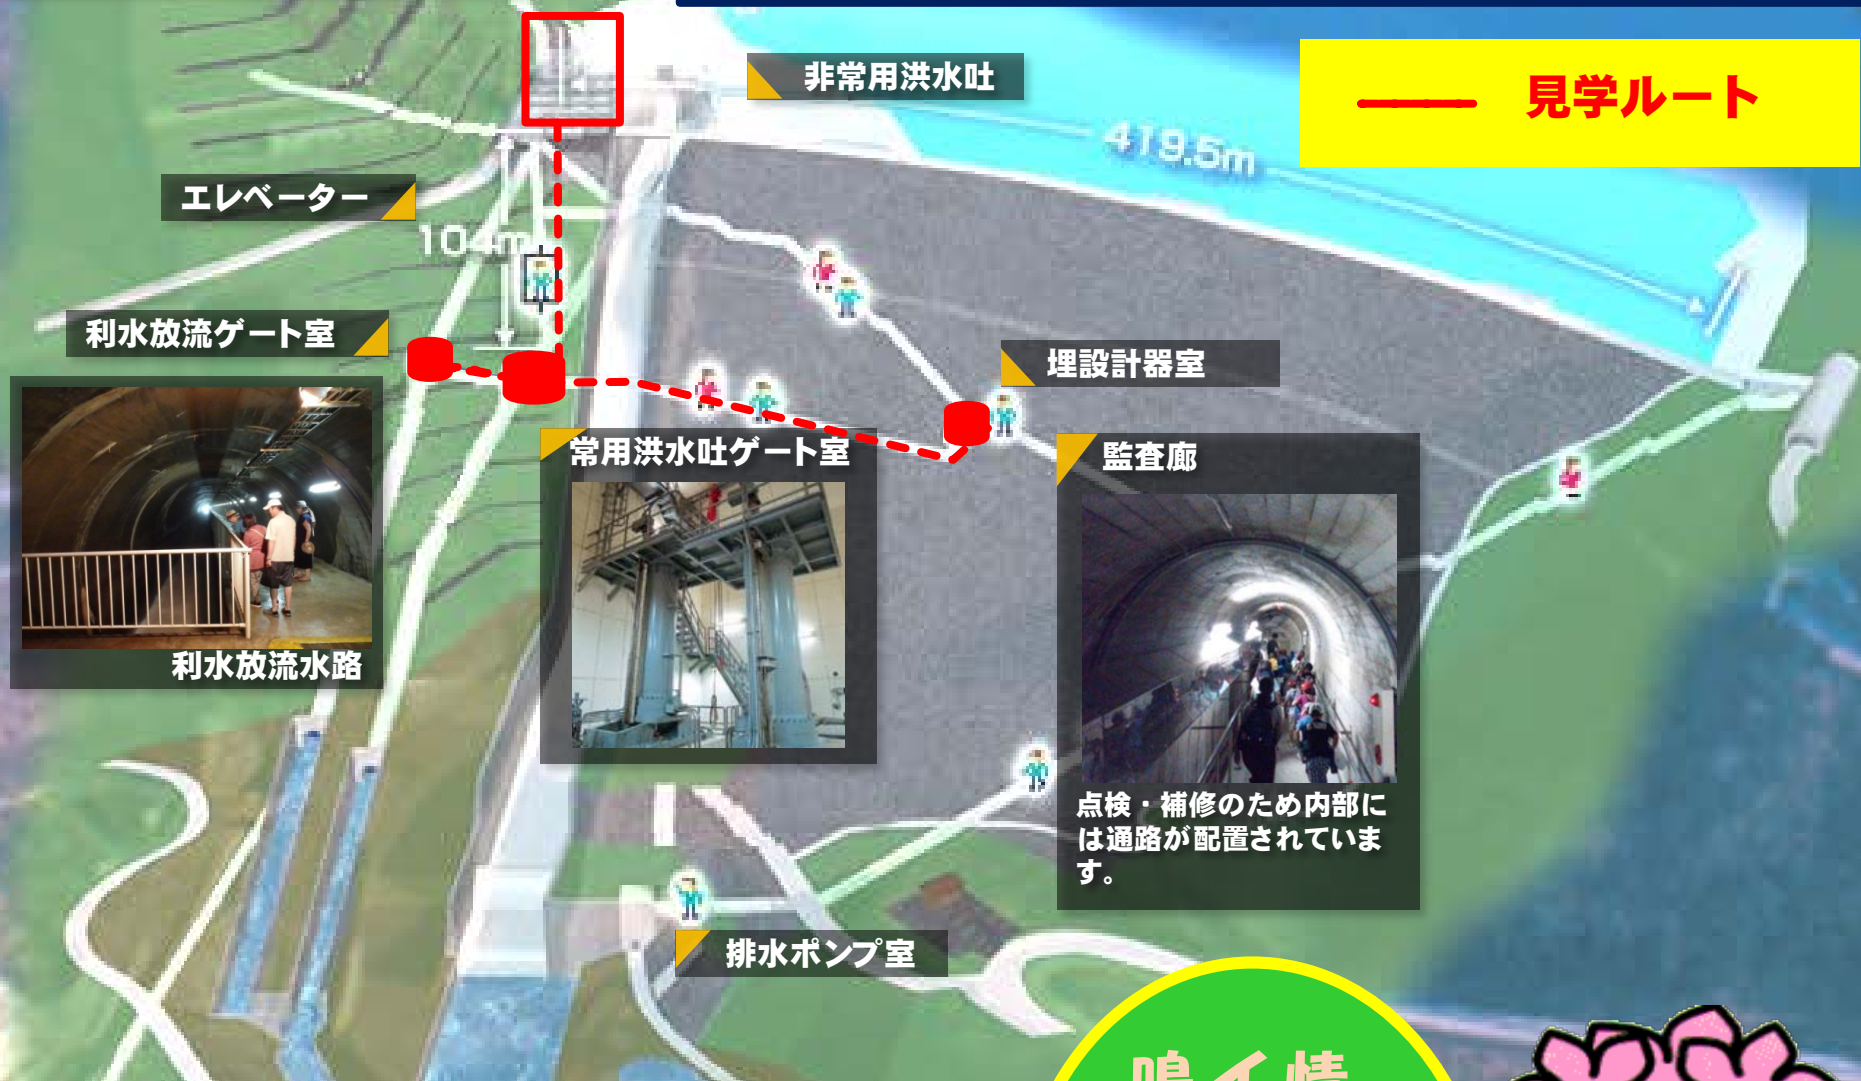 非常用洪水吐
見学ルート
419.5m
エレベーター
104m
利水放流ゲート室
埋設計器室
常用洪水吐ゲート室
監査廊
利水放流水路
点検・補修のため内部に
は通路が配置されていま
す。
排水ポンプ室